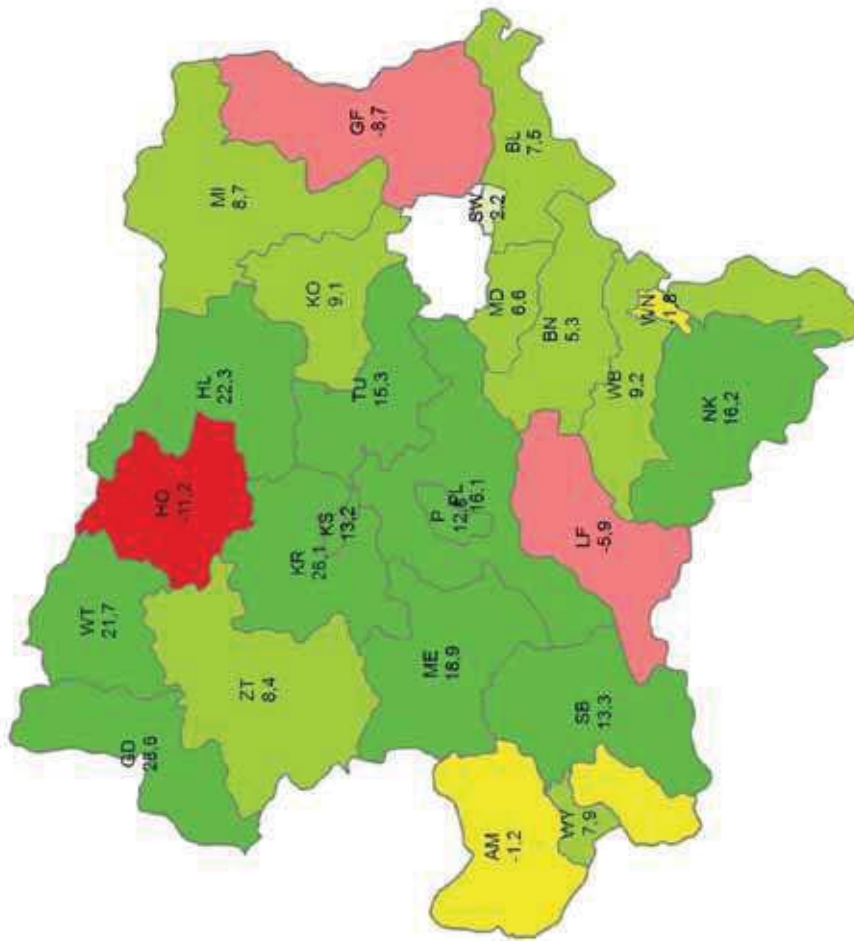 GD
28,6
WT
21,7
HO
-11,2
HL
22,3
MI
8,7
GF
-8,7
ZT
8,4
KR
26,1
KS
13,2
TU
15,3
KO
9,1
ME
18,9
P
12,6
PL
16,1
MD
6,6
SW
2,2
BL
7,5
BN
5,3
AM
-1,2
WY
7,9
SB
13,3
LF
-5,9
WB
9,2
WN
-1,8
NK
16,2